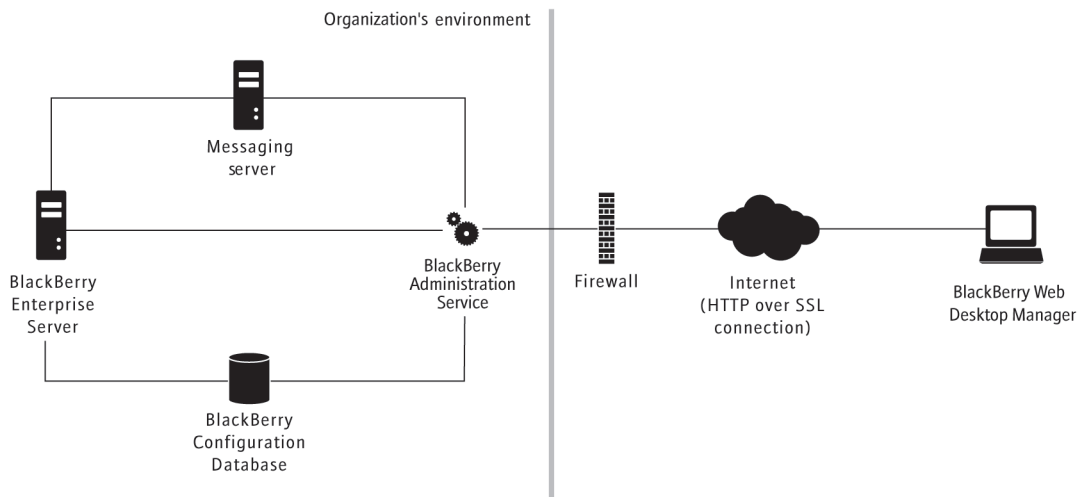 Organization's environment
Messaging
server
BlackBerry
Enterprise
Server
BlackBerry
Administration
Service
Firewall
Internet
(HTTP over SSL
connection)
BlackBerry Web
Desktop Manager
BlackBerry
Configuration
Database